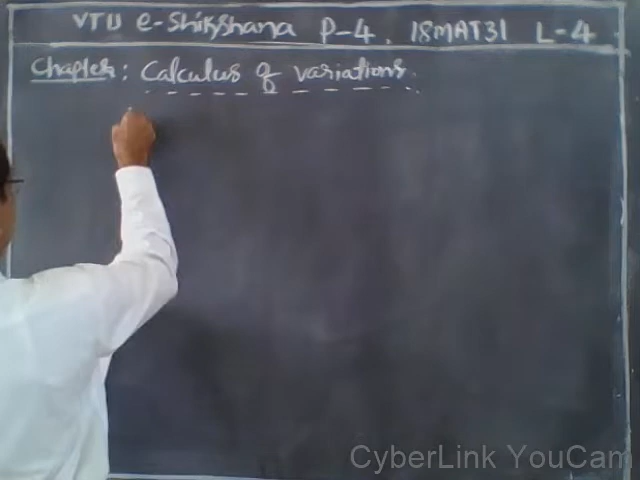 VTU e-Shikshana P-4, 18MAT31 L-4
Chapter: Calculus of variations.
CyberLink YouCam